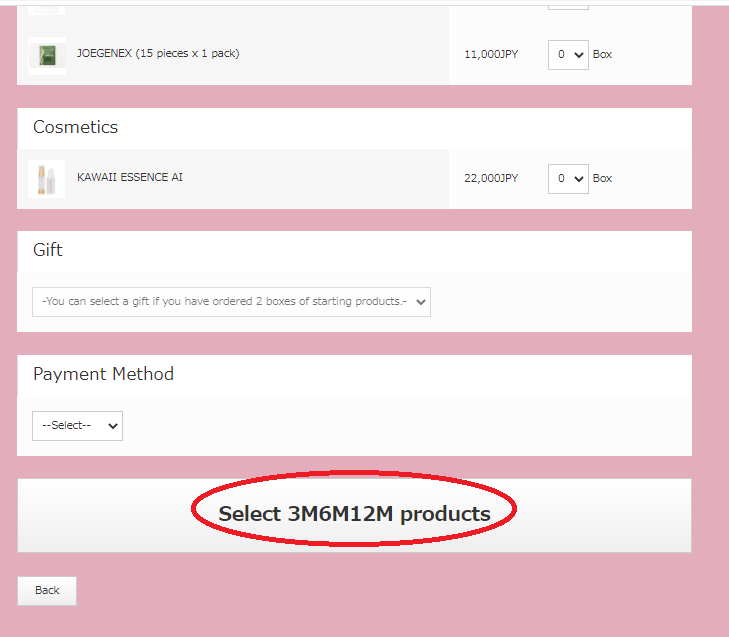 JOEGENEX (15 pieces x 1 pack) 11,000JPY 0 Box
Cosmetics
KAWAII ESSENCE AI 22,000JPY 0 Box
Gift
-You can select a gift if you have ordered 2 boxes of starting products.-
Payment Method
--Select--
Select 3M6M12M products
Back